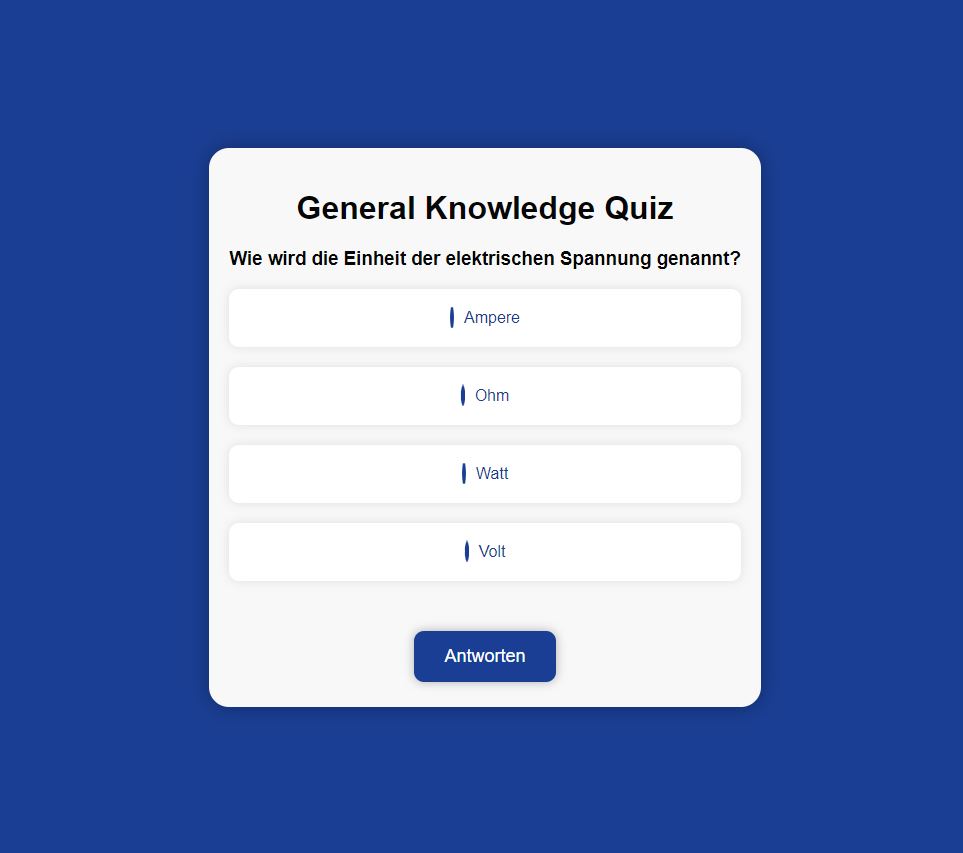 General Knowledge Quiz
Wie wird die Einheit der elektrischen Spannung genannt?
Ampere
Ohm
Watt
Volt
Antworten